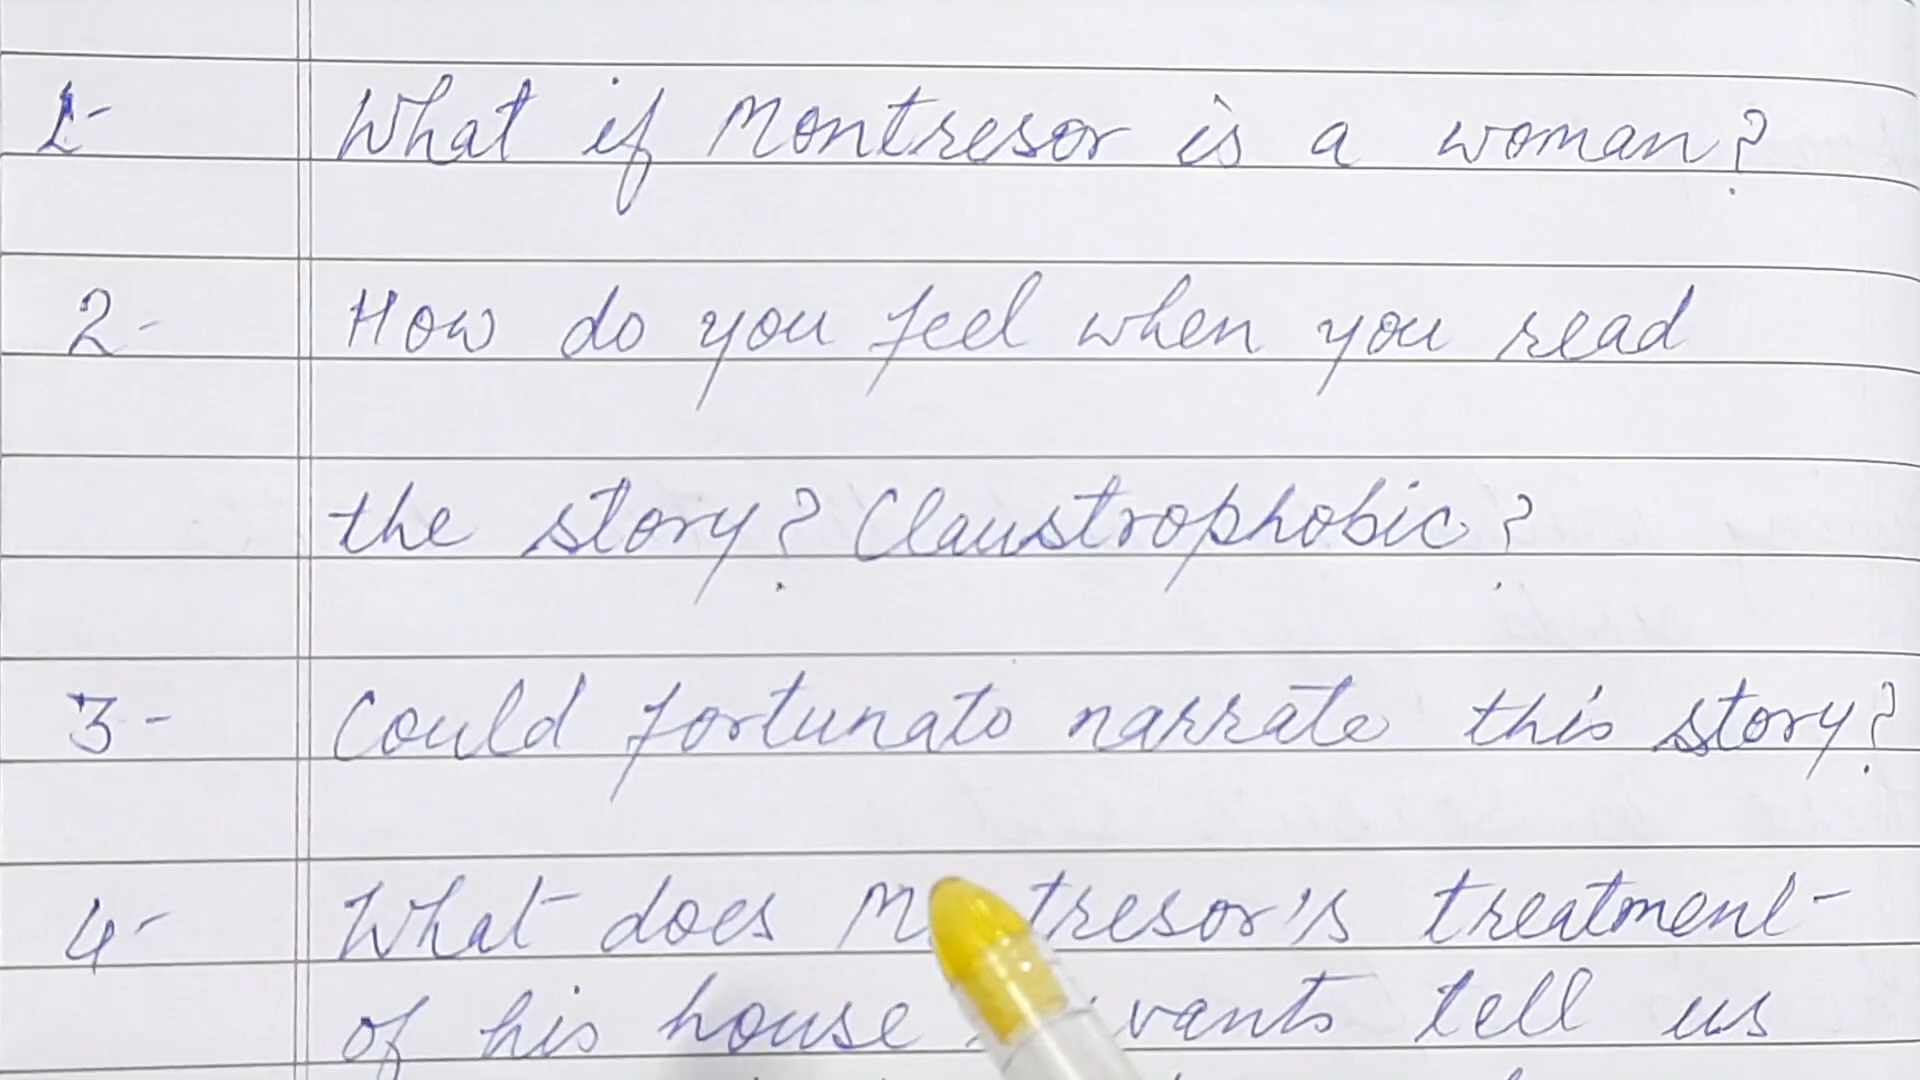 1- What if Montresor is a woman?
2- How do you feel when you read
the story? Claustrophobic?
3- Could fortunato narrate this story?
4- What does Montresor's treatment
of his house tell us